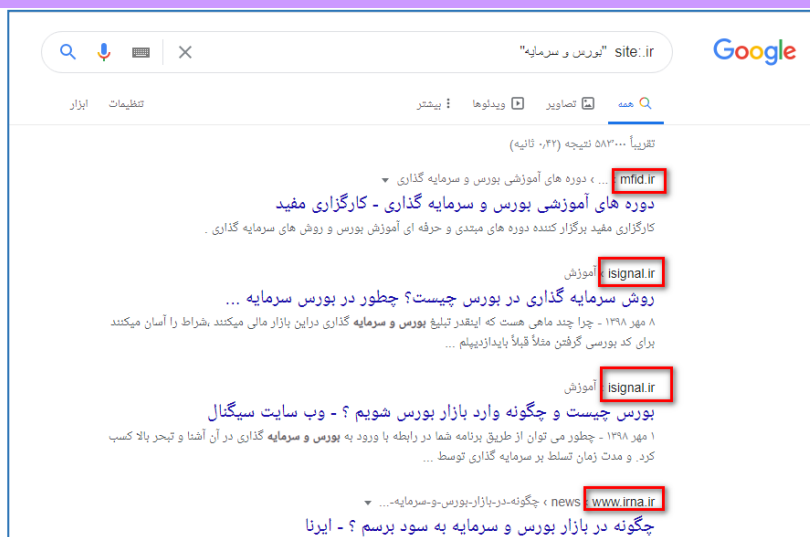 Google
"بورس و سرمایه" site:.ir
همه تصاویر ویدئوها بیشتر تنظیمات ابزار
تقریباً ۵۸۳٬۰۰۰ نتیجه (۰٫۴۲ ثانیه)
mfid.ir › ... › دوره های آموزشی بورس و سرمایه گذاری
دوره های آموزشی بورس و سرمایه گذاری - کارگزاری مفید
کارگزاری مفید برگزار کننده دوره های مبتدی و حرفه ای آموزش بورس و روش های سرمایه گذاری .
isignal.ir › آموزش
روش سرمایه گذاری در بورس چیست؟ چطور در بورس سرمایه ...
۸ مهر ۱۳۹۸ - چرا چند ماهی هست که اینقدر تبلیغ بورس و سرمایه گذاری دراین بازار مالی میکنند ،شراط را آسان میکنند
برای کد بورسی گرفتن مثلاً قبلاً بایدازدیپلم ...
isignal.ir › آموزش
بورس چیست و چگونه وارد بازار بورس شویم ؟ - وب سایت سیگنال
۱ مهر ۱۳۹۸ - چطور می توان از طریق برنامه شما در رابطه با ورود به بورس و سرمایه گذاری در آن آشنا و تبحر بالا کسب
کرد. و مدت زمان تسلط بر سرمایه گذاری توسط ...
www.irna.ir › news › چگونه-در-بازار-بورس-و-سرمایه-...
چگونه در بازار بورس و سرمایه به سود برسم ؟ - ایرنا